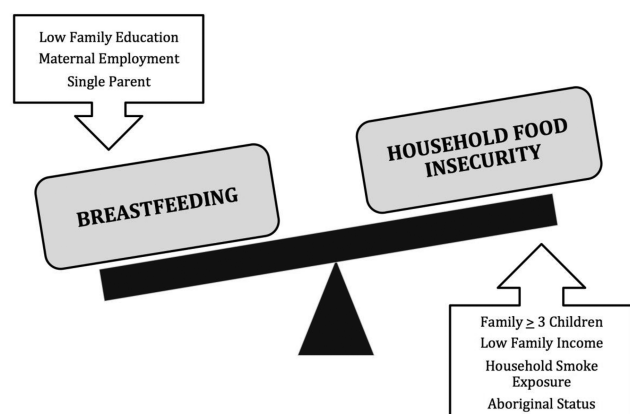 Low Family Education
Maternal Employment
Single Parent
HOUSEHOLD FOOD
INSECURITY
BREASTFEEDING
Family ≥ 3 Children
Low Family Income
Household Smoke
Exposure
Aboriginal Status